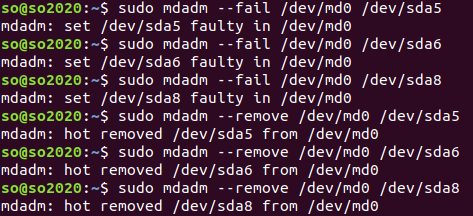 so@so2020:~$ sudo mdadm --fail /dev/md0 /dev/sda5
mdadm: set /dev/sda5 faulty in /dev/md0
so@so2020:~$ sudo mdadm --fail /dev/md0 /dev/sda6
mdadm: set /dev/sda6 faulty in /dev/md0
so@so2020:~$ sudo mdadm --fail /dev/md0 /dev/sda8
mdadm: set /dev/sda8 faulty in /dev/md0
so@so2020:~$ sudo mdadm --remove /dev/md0 /dev/sda5
mdadm: hot removed /dev/sda5 from /dev/md0
so@so2020:~$ sudo mdadm --remove /dev/md0 /dev/sda6
mdadm: hot removed /dev/sda6 from /dev/md0
so@so2020:~$ sudo mdadm --remove /dev/md0 /dev/sda8
mdadm: hot removed /dev/sda8 from /dev/md0